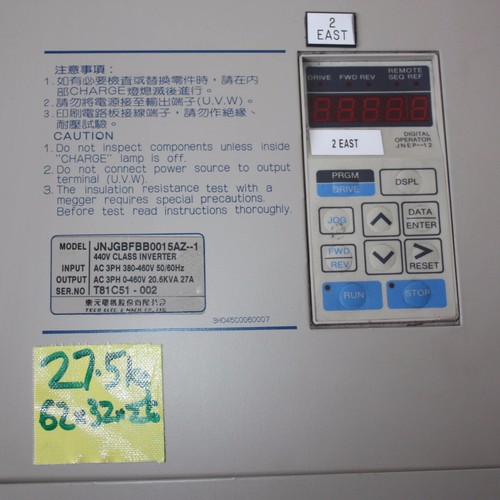 2
EAST
注意事項：
1. 如有必要檢查或替換零件時，請在內
部CHARGE燈熄滅後進行。
2. 請勿將電源接至輸出端子(U.V.W)。
3. 印刷電路板接線端子，請勿作絕緣、
耐壓試驗。
CAUTION
1. Do not inspect components unless inside
"CHARGE" lamp is off.
2. Do not connect power source to output
terminal (U.V.W).
3. The insulation resistance test with a
megger requires special precautions.
Before test read instructions thoroughly.
MODEL JNJGBFBB0015AZ--1
440V CLASS INVERTER
INPUT AC 3PH 380-460V 50/60Hz
OUTPUT AC 3PH 0-460V 20.6KVA 27A
SER.NO T81C51 - 002
東元電機股份有限公司
TECO ELEC. & MACH. CO., LTD.
3H045C0060007
REMOTE
DRIVE FWD REV SEQ REF
DIGITAL
OPERATOR
JNEP--12
2 EAST
PRGM
DRIVE
DSPL
JOG
DATA
ENTER
FWD
REV
RESET
RUN
STOP
27.5kg
62x32x26